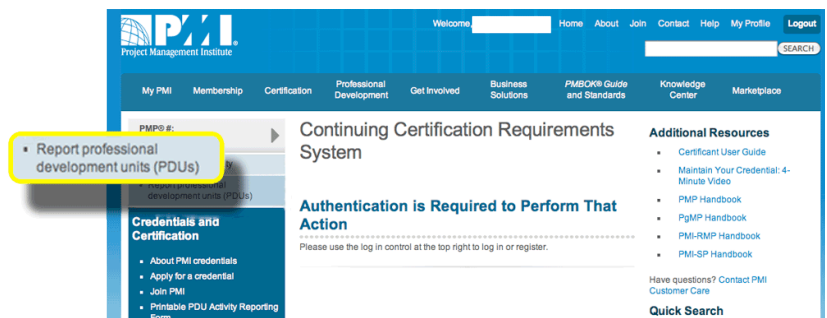 Welcome,
Home About Join Contact Help My Profile Logout
PMI
Project Management Institute
SEARCH
My PMI Membership Certification Professional Development Get Involved Business Solutions PMBOK® Guide and Standards Knowledge Center Marketplace
PMP® #:
▪ Report professional
development units (PDUs)
Report professional
development units (PDUs)
Credentials and
Certification
▪ About PMI credentials
▪ Apply for a credential
▪ Join PMI
▪ Printable PDU Activity Reporting
Form
Continuing Certification Requirements
System
Authentication is Required to Perform That
Action
Please use the log in control at the top right to log in or register.
Additional Resources
▪ Certificant User Guide
▪ Maintain Your Credential: 4-
Minute Video
▪ PMP Handbook
▪ PgMP Handbook
▪ PMI-RMP Handbook
▪ PMI-SP Handbook
Have questions? Contact PMI
Customer Care
Quick Search